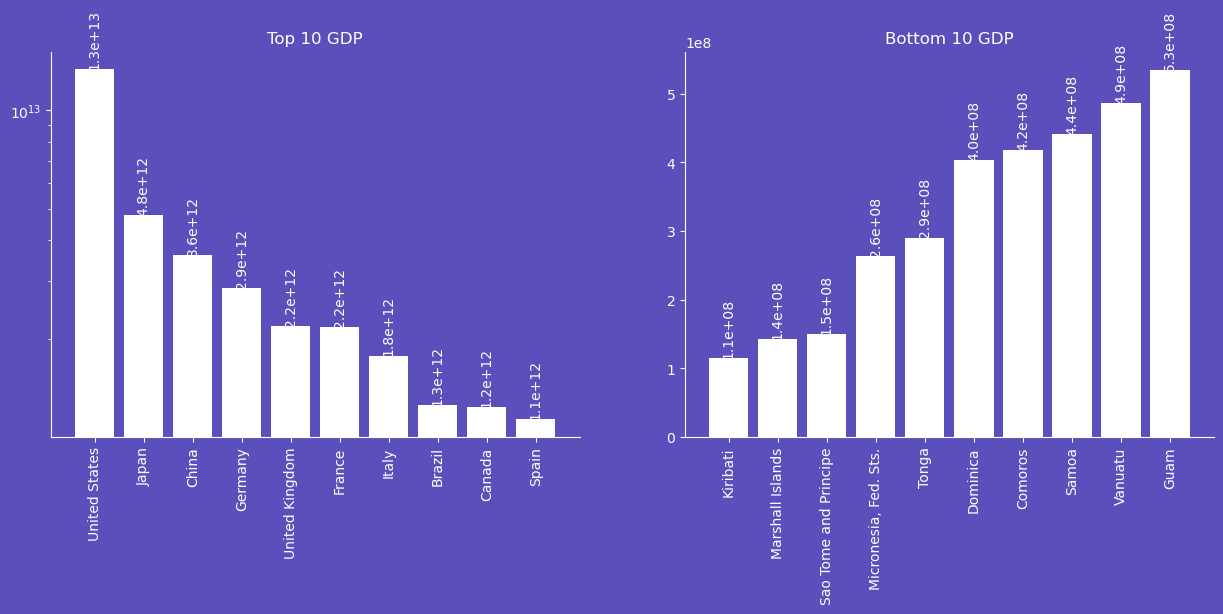 Top 10 GDP
10¹³
1.3e+13
4.8e+12
3.6e+12
2.9e+12
2.2e+12
2.2e+12
1.8e+12
1.3e+12
1.2e+12
1.1e+12
United States
Japan
China
Germany
United Kingdom
France
Italy
Brazil
Canada
Spain
Bottom 10 GDP
1e8
5
4
3
2
1
0
1.1e+08
1.4e+08
1.5e+08
2.6e+08
2.9e+08
4.0e+08
4.2e+08
4.4e+08
4.9e+08
5.3e+08
Kiribati
Marshall Islands
Sao Tome and Principe
Micronesia, Fed. Sts.
Tonga
Dominica
Comoros
Samoa
Vanuatu
Guam